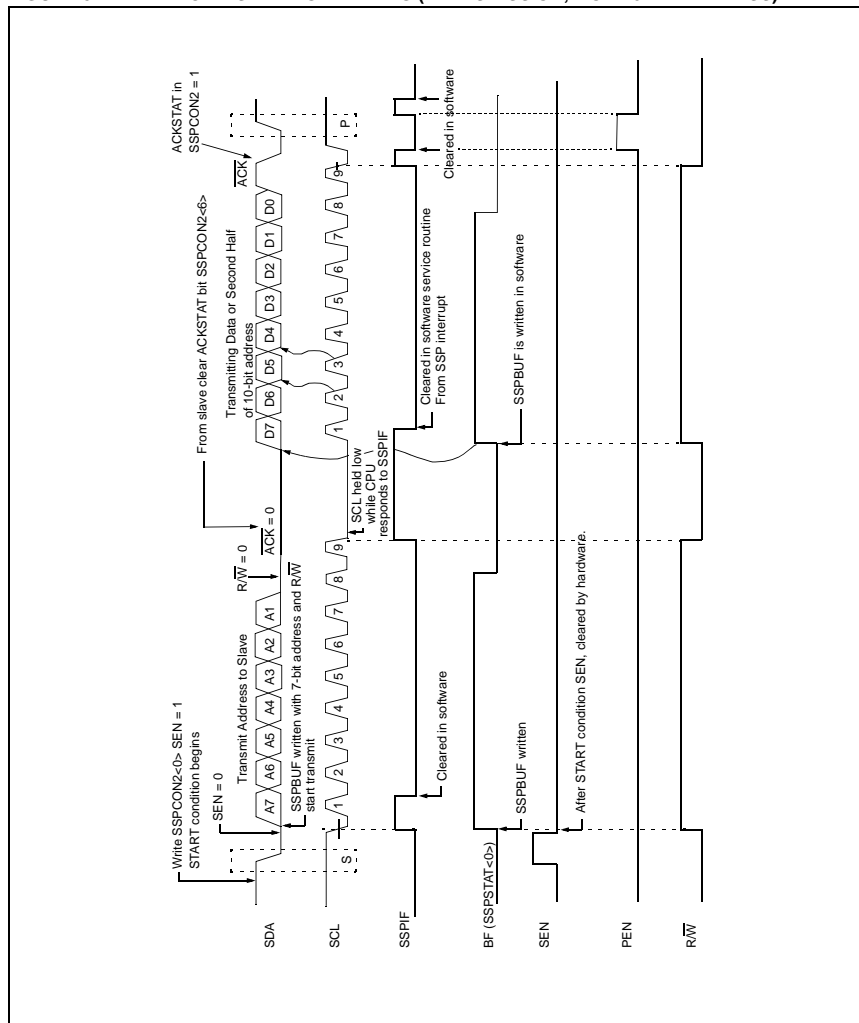 Write SSPCON2<0> SEN = 1
START condition begins
SEN = 0
Transmit Address to Slave
R/W = 0
ACK = 0
From slave clear ACKSTAT bit SSPCON2<6>
Transmitting Data or Second Half
of 10-bit address
ACK
ACKSTAT in
SSPCON2 = 1
SDA
A7 A6 A5 A4 A3 A2 A1
D7 D6 D5 D4 D3 D2 D1 D0
SSPBUF written with 7-bit address and R/W
start transmit
SCL
S
1 2 3 4 5 6 7 8 9
1 2 3 4 5 6 7 8 9
P
SCL held low
while CPU
responds to SSPIF
SSPIF
Cleared in software
Cleared in software service routine
From SSP interrupt
Cleared in software
BF (SSPSTAT<0>)
SSPBUF written
SSPBUF is written in software
SEN
After START condition SEN, cleared by hardware.
PEN
R/W